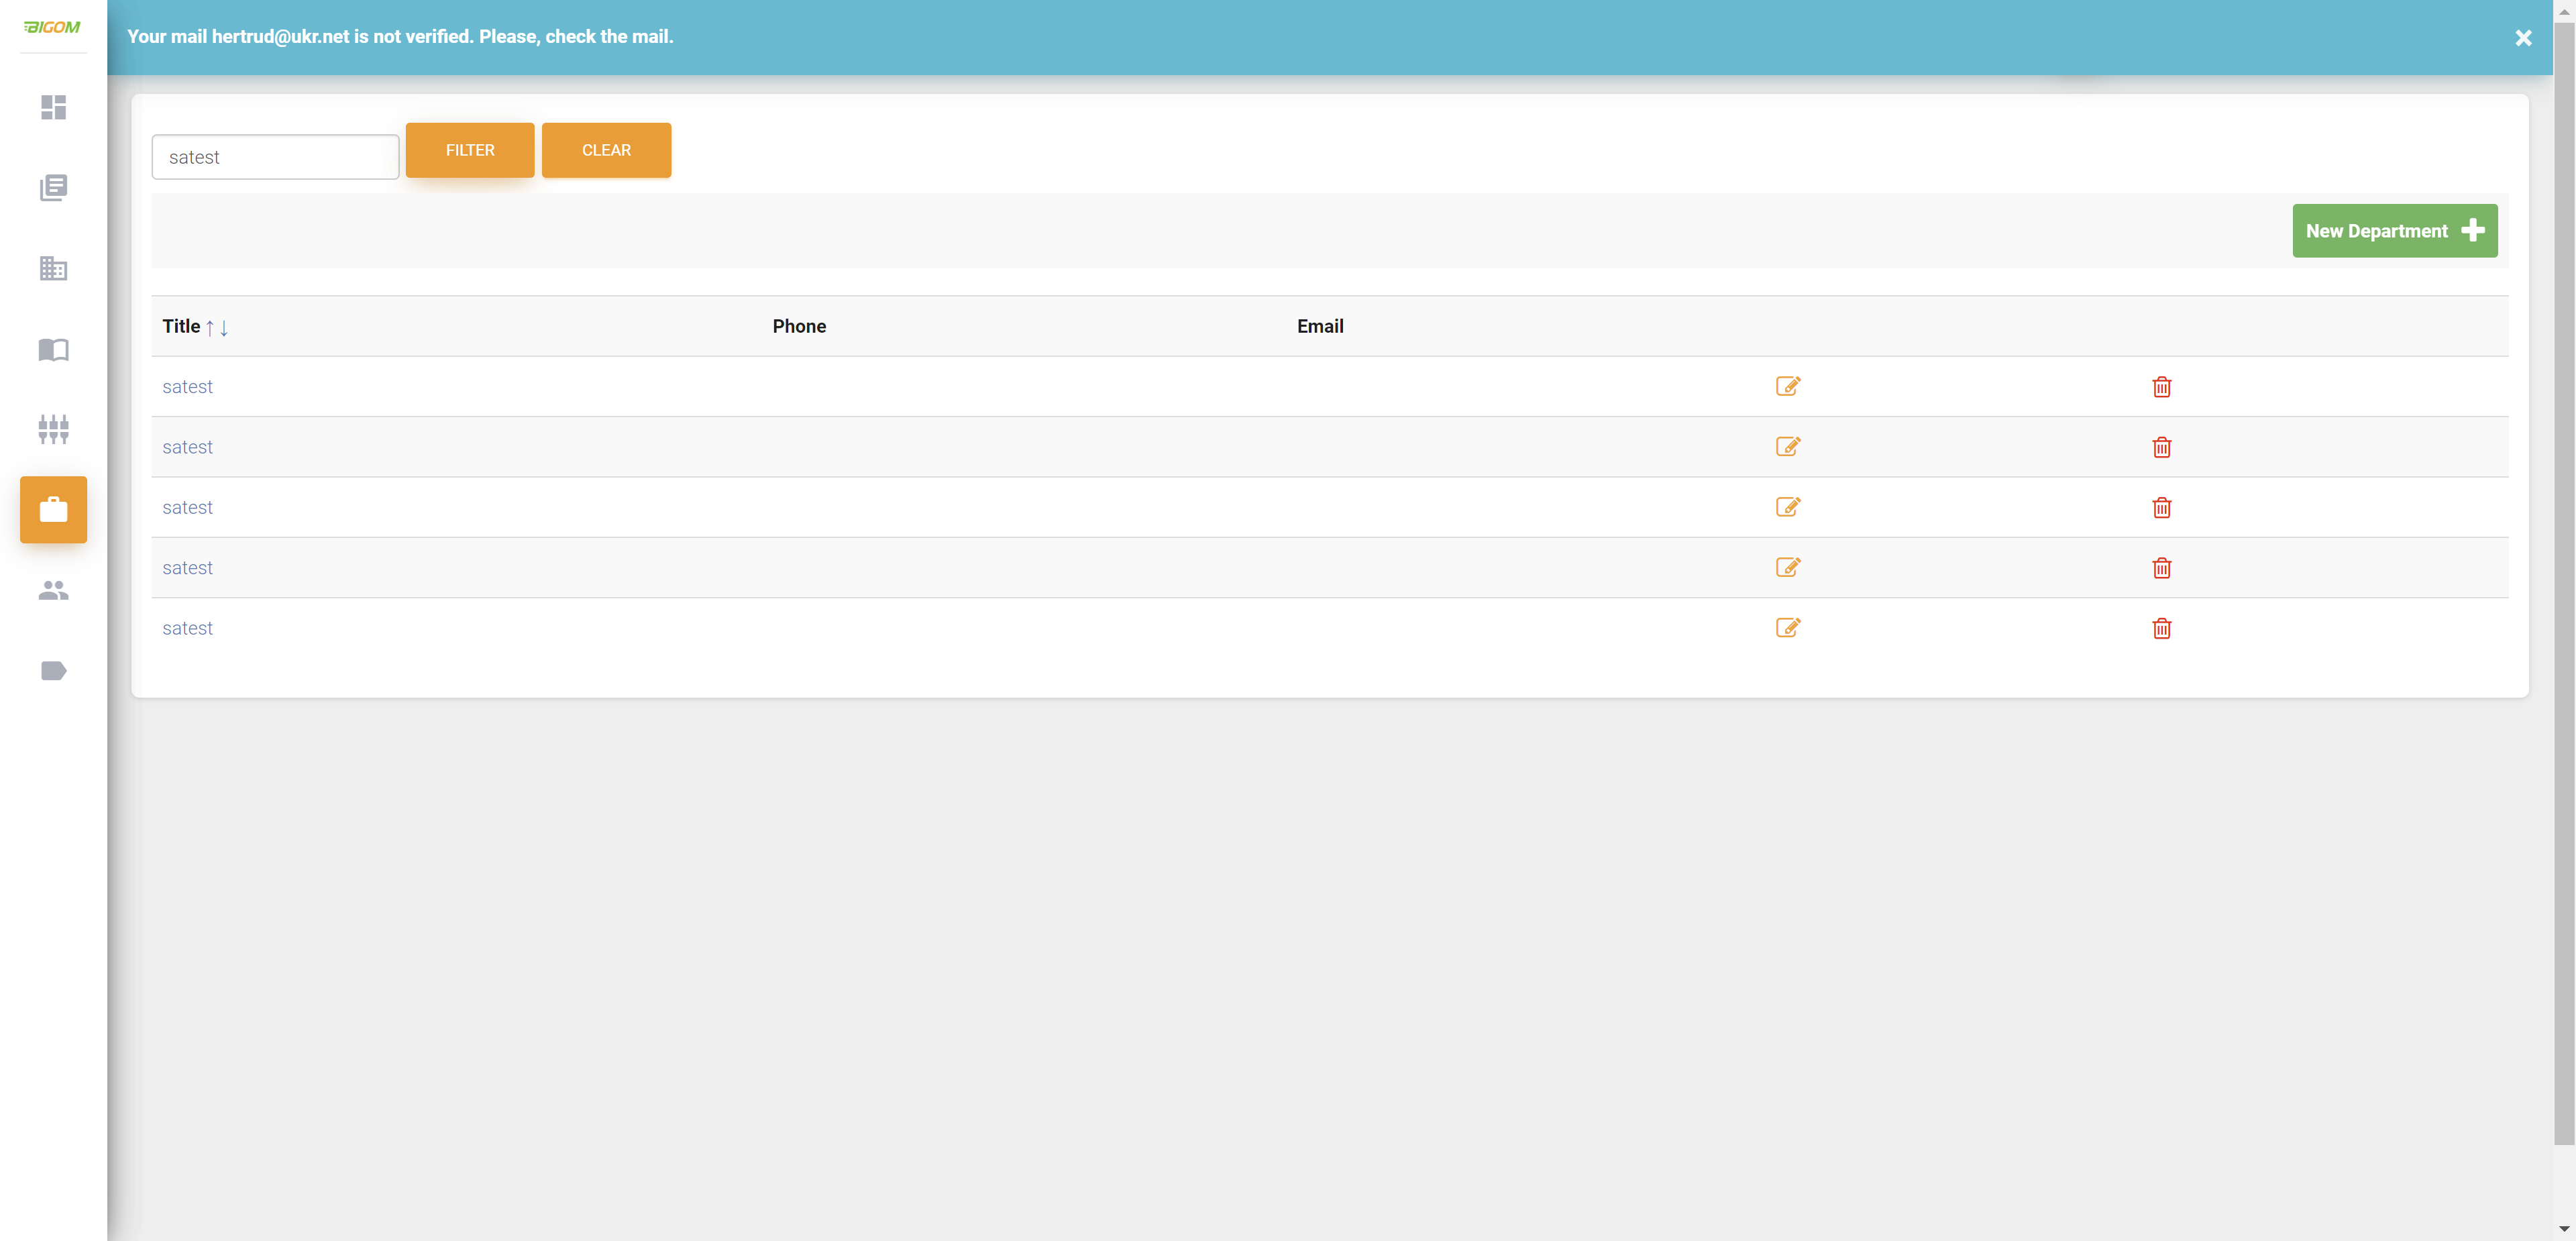 BIGOM
Your mail hertrud@ukr.net is not verified. Please, check the mail.
satest
FILTER
CLEAR
New Department
Title ↑↓ Phone Email
satest
satest
satest
satest
satest